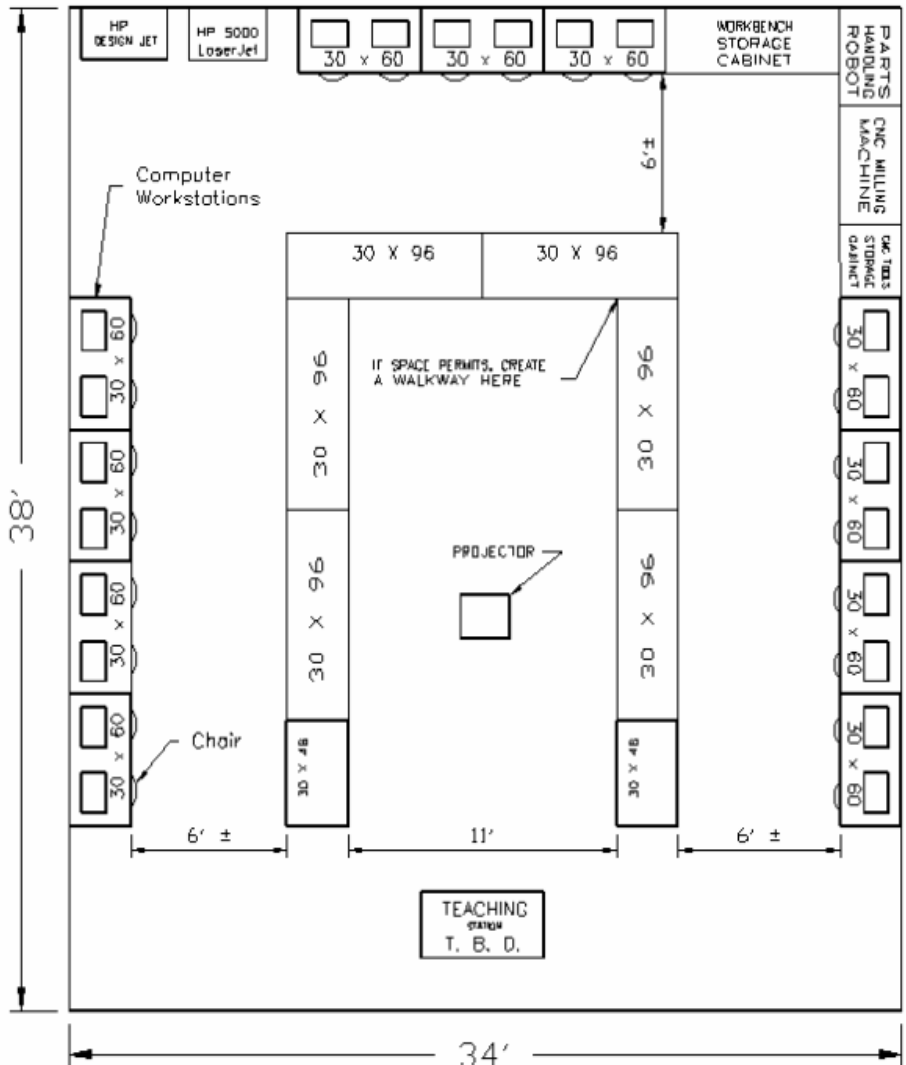 HP
DESIGN JET
HP 5000
LaserJet
30 x 60
30 x 60
30 x 60
WORKBENCH
STORAGE
CABINET
PARTS
HANDLING
ROBOT
CNC MILLING
MACHINE
CNC TOOLS
STORAGE
CABINET
6'±
Computer
Workstations
30 X 96
30 X 96
IF SPACE PERMITS, CREATE
A WALKWAY HERE
30 X 96
30 X 96
30 x 60
30 x 60
30 x 60
30 x 60
30 x 60
30 x 60
30 x 60
30 x 60
38'
PROJECTOR
30 X 96
30 X 96
Chair
30 X 48
30 X 48
6' ±
11'
6' ±
TEACHING
STATION
T. B. D.
34'